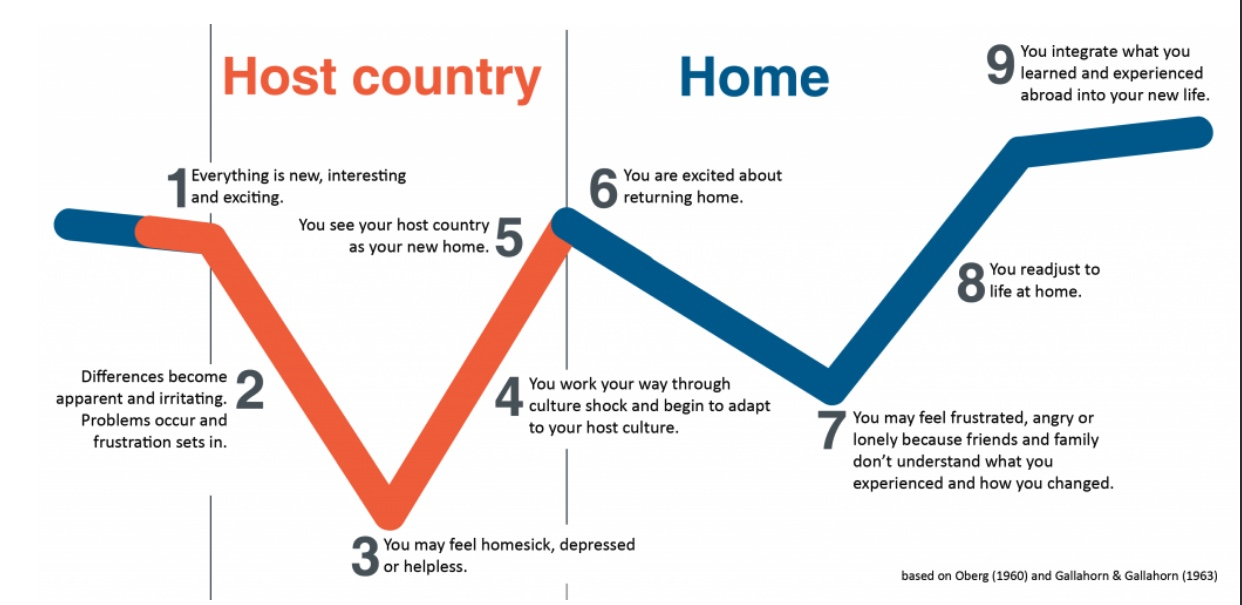 Host country
Home
1
Everything is new, interesting
and exciting.
Differences become
apparent and irritating.
Problems occur and
frustration sets in.
2
3
You may feel homesick, depressed
or helpless.
4
You work your way through
culture shock and begin to adapt
to your host culture.
You see your host country
as your new home.
5
6
You are excited about
returning home.
7
You may feel frustrated, angry or
lonely because friends and family
don't understand what you
experienced and how you changed.
8
You readjust to
life at home.
9
You integrate what you
learned and experienced
abroad into your new life.
based on Oberg (1960) and Gallahorn & Gallahorn (1963)